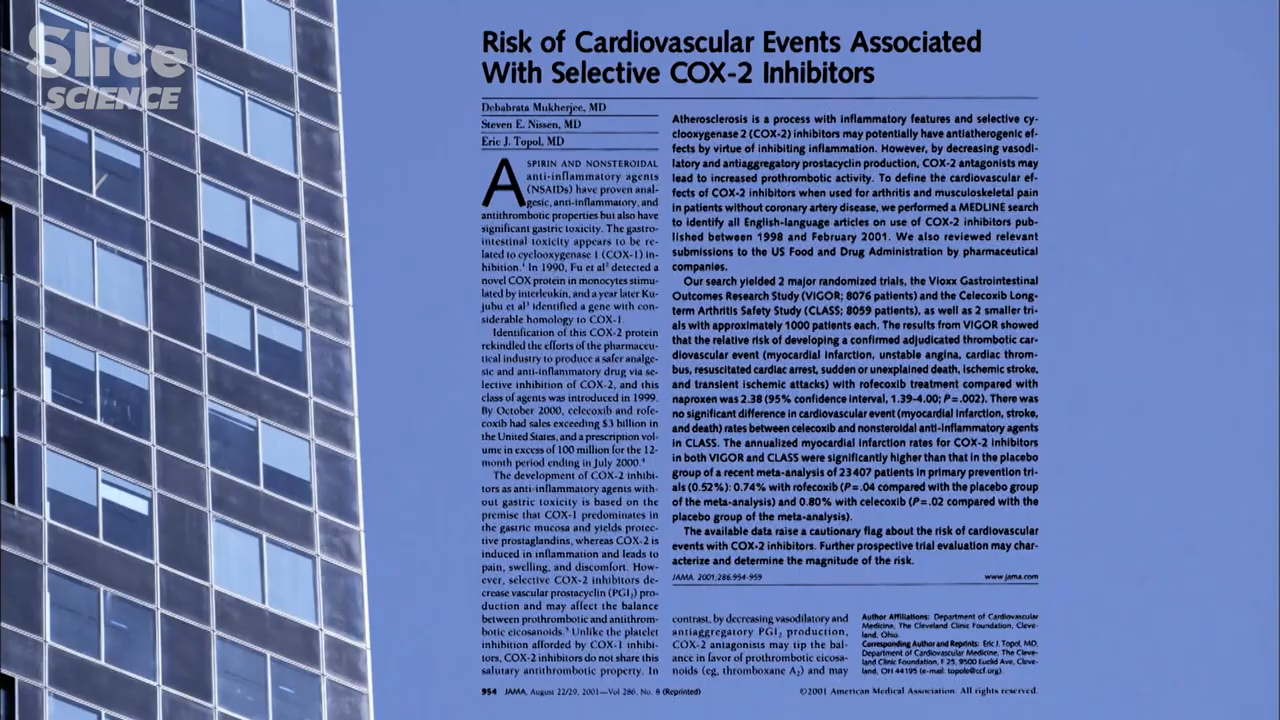 Slice
SCIENCE
Risk of Cardiovascular Events Associated
With Selective COX-2 Inhibitors
Debabrata Mukherjee, MD
Steven E. Nissen, MD
Eric J. Topol, MD
ASPIRIN AND NONSTEROIDAL
anti-inflammatory agents
(NSAIDs) have proven anal-
gesic, anti-inflammatory, and
antithrombotic properties but also have
significant gastric toxicity. The gastro-
intestinal toxicity appears to be re-
lated to cyclooxygenase 1 (COX-1) in-
hibition.1 In 1990, Fu et al2 detected a
novel COX protein in monocytes stimu-
lated by interleukin, and a year later Ku-
jubu et al3 identified a gene with con-
siderable homology to COX-1.
Identification of this COX-2 protein
rekindled the efforts of the pharmaceu-
tical industry to produce a safer analge-
sic and anti-inflammatory drug via se-
lective inhibition of COX-2, and this
class of agents was introduced in 1999.
By October 2000, celecoxib and rofe-
coxib had sales exceeding $3 billion in
the United States, and a prescription vol-
ume in excess of 100 million for the 12-
month period ending in July 2000.4
The development of COX-2 inhibi-
tors as anti-inflammatory agents with-
out gastric toxicity is based on the
premise that COX-1 predominates in
the gastric mucosa and yields protec-
tive prostaglandins, whereas COX-2 is
induced in inflammation and leads to
pain, swelling, and discomfort. How-
ever, selective COX-2 inhibitors de-
crease vascular prostacyclin (PGI2) pro-
duction and may affect the balance
between prothrombotic and antithrom-
botic eicosanoids.5 Unlike the platelet
inhibition afforded by COX-1 inhibi-
tors, COX-2 inhibitors do not share this
salutary antithrombotic property. In
Atherosclerosis is a process with inflammatory features and selective cy-
clooxygenase 2 (COX-2) inhibitors may potentially have antiatherogenic ef-
fects by virtue of inhibiting inflammation. However, by decreasing vasodi-
latory and antiaggregatory prostacyclin production, COX-2 antagonists may
lead to increased prothrombotic activity. To define the cardiovascular ef-
fects of COX-2 inhibitors when used for arthritis and musculoskeletal pain
in patients without coronary artery disease, we performed a MEDLINE search
to identify all English-language articles on use of COX-2 inhibitors pub-
lished between 1998 and February 2001. We also reviewed relevant
submissions to the US Food and Drug Administration by pharmaceutical
companies.
Our search yielded 2 major randomized trials, the Vioxx Gastrointestinal
Outcomes Research Study (VIGOR; 8076 patients) and the Celecoxib Long-
term Arthritis Safety Study (CLASS; 8059 patients), as well as 2 smaller tri-
als with approximately 1000 patients each. The results from VIGOR showed
that the relative risk of developing a confirmed adjudicated thrombotic car-
diovascular event (myocardial infarction, unstable angina, cardiac throm-
bus, resuscitated cardiac arrest, sudden or unexplained death, ischemic stroke,
and transient ischemic attacks) with rofecoxib treatment compared with
naproxen was 2.38 (95% confidence interval, 1.39-4.00; P=.002). There was
no significant difference in cardiovascular event (myocardial infarction, stroke,
and death) rates between celecoxib and nonsteroidal anti-inflammatory agents
in CLASS. The annualized myocardial infarction rates for COX-2 inhibitors
in both VIGOR and CLASS were significantly higher than that in the placebo
group of a recent meta-analysis of 23 407 patients in primary prevention tri-
als (0.52%): 0.74% with rofecoxib (P=.04 compared with the placebo group
of the meta-analysis) and 0.80% with celecoxib (P=.02 compared with the
placebo group of the meta-analysis).
The available data raise a cautionary flag about the risk of cardiovascular
events with COX-2 inhibitors. Further prospective trial evaluation may char-
acterize and determine the magnitude of the risk.
JAMA. 2001;286:954-959 www.jama.com
contrast, by decreasing vasodilatory and
antiaggregatory PGI2 production,
COX-2 antagonists may tip the bal-
ance in favor of prothrombotic eicosa-
noids (eg, thromboxane A2) and may
Author Affiliations: Department of Cardiovascular
Medicine, The Cleveland Clinic Foundation, Cleve-
land, Ohio.
Corresponding Author and Reprints: Eric J. Topol, MD,
Department of Cardiovascular Medicine, The Cleve-
land Clinic Foundation, F 25, 9500 Euclid Ave, Cleve-
land, OH 44195 (e-mail: topole@ccf.org).
954 JAMA, August 22/29, 2001—Vol 286, No. 8 (Reprinted) ©2001 American Medical Association. All rights reserved.